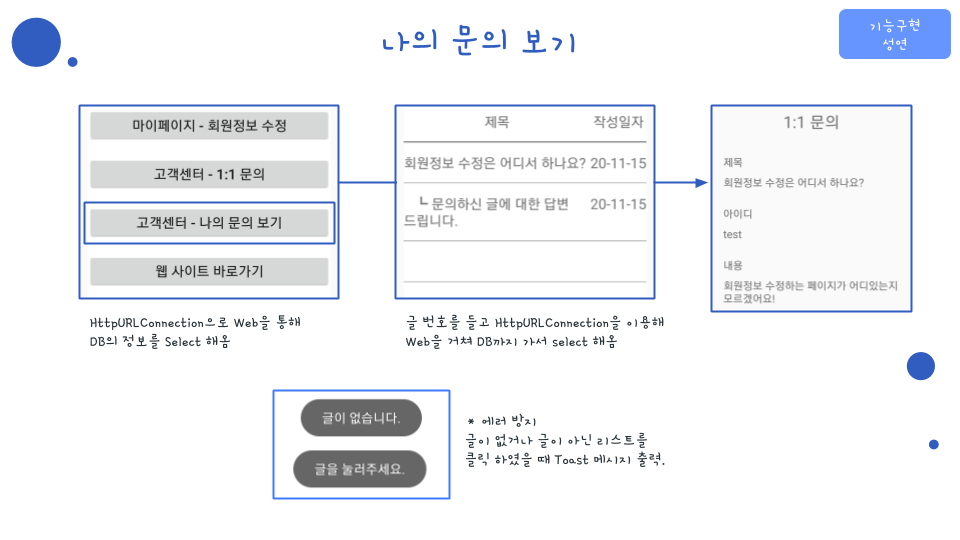 나의 문의 보기
기능구현
성연
마이페이지 - 회원정보 수정
고객센터 - 1:1 문의
고객센터 - 나의 문의 보기
웹 사이트 바로가기
HttpURLConnection으로 Web을 통해
DB의 정보를 Select 해옴
제목 작성일자
회원정보 수정은 어디서 하나요? 20-11-15
┗ 문의하신 글에 대한 답변 20-11-15
드립니다.
글 번호를 들고 HttpURLConnection을 이용해
Web을 거쳐 DB까지 가서 select 해옴
1:1 문의
제목
회원정보 수정은 어디서 하나요?
아이디
test
내용
회원정보 수정하는 페이지가 어디있는지
모르겠어요!
글이 없습니다.
글을 눌러주세요.
* 에러 방지
글이 없거나 글이 아닌 리스트를
클릭 하였을 때 Toast 메시지 출력.